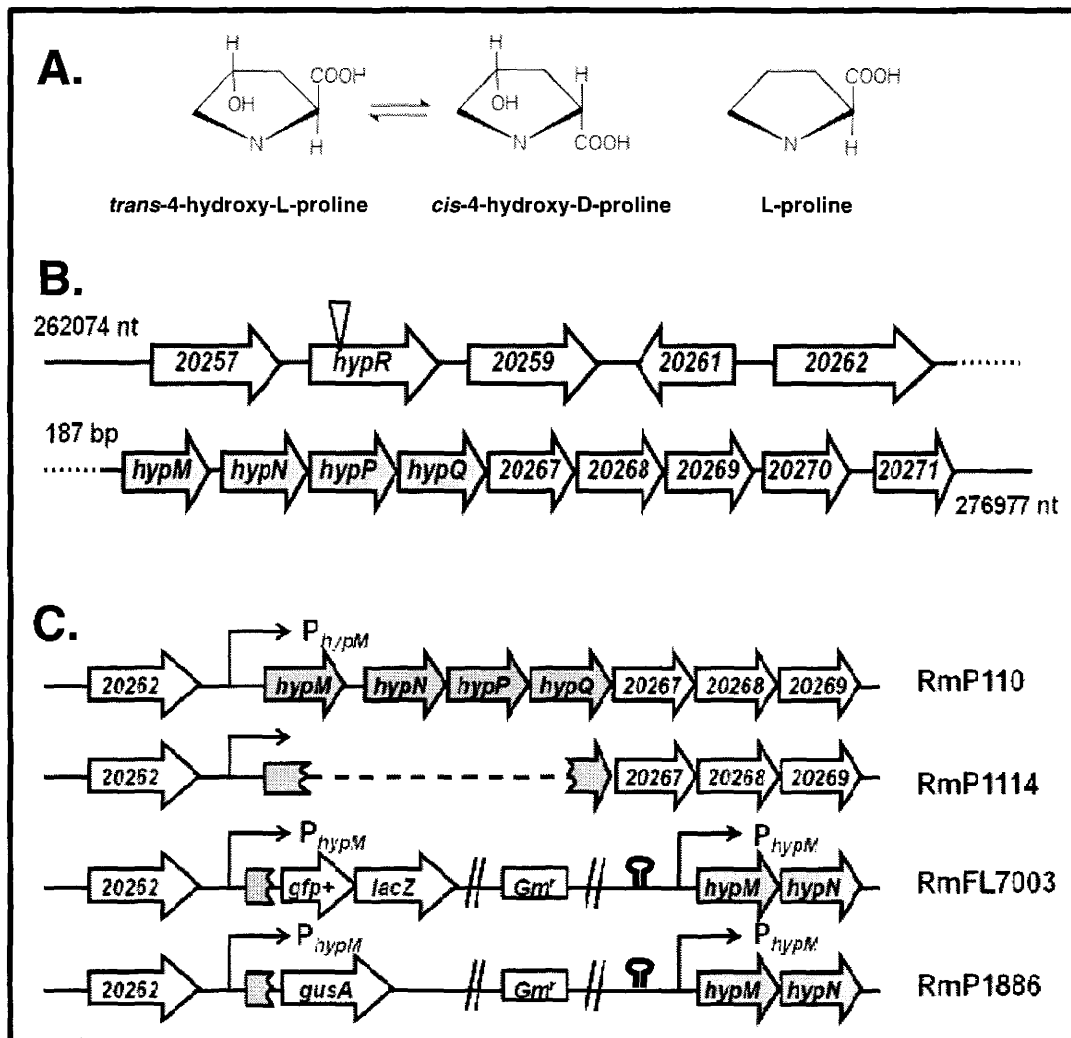 A.
H
COOH
OH
N
H
H
H
OH
N
COOH
COOH
N
H
trans-4-hydroxy-L-proline
cis-4-hydroxy-D-proline
L-proline
B.
262074 nt
20257
hypR
20259
20261
20262
187 bp
hypM
hypN
hypP
hypQ
20267
20268
20269
20270
20271
276977 nt
C.
PhypM
20262
hypM
hypN
hypP
hypQ
20267
20268
20269
RmP110
20262
20267
20268
20269
RmP1114
PhypM
PhypM
20262
gfp+
lacZ
Gmr
hypM
hypN
RmFL7003
PhypM
PhypM
20262
gusA
Gmr
hypM
hypN
RmP1886